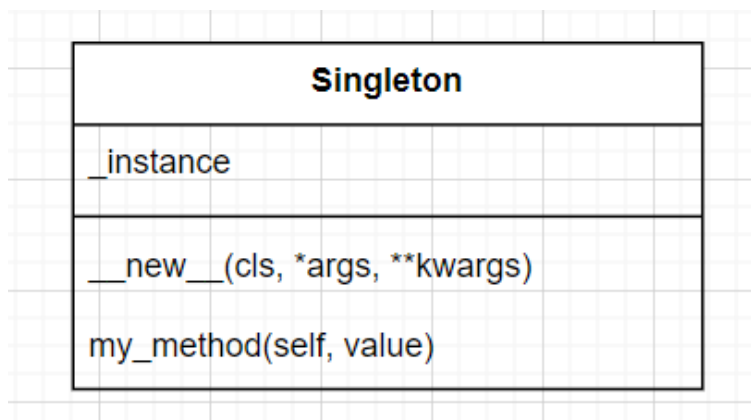 Singleton
_instance
__new__(cls, *args, **kwargs)
my_method(self, value)